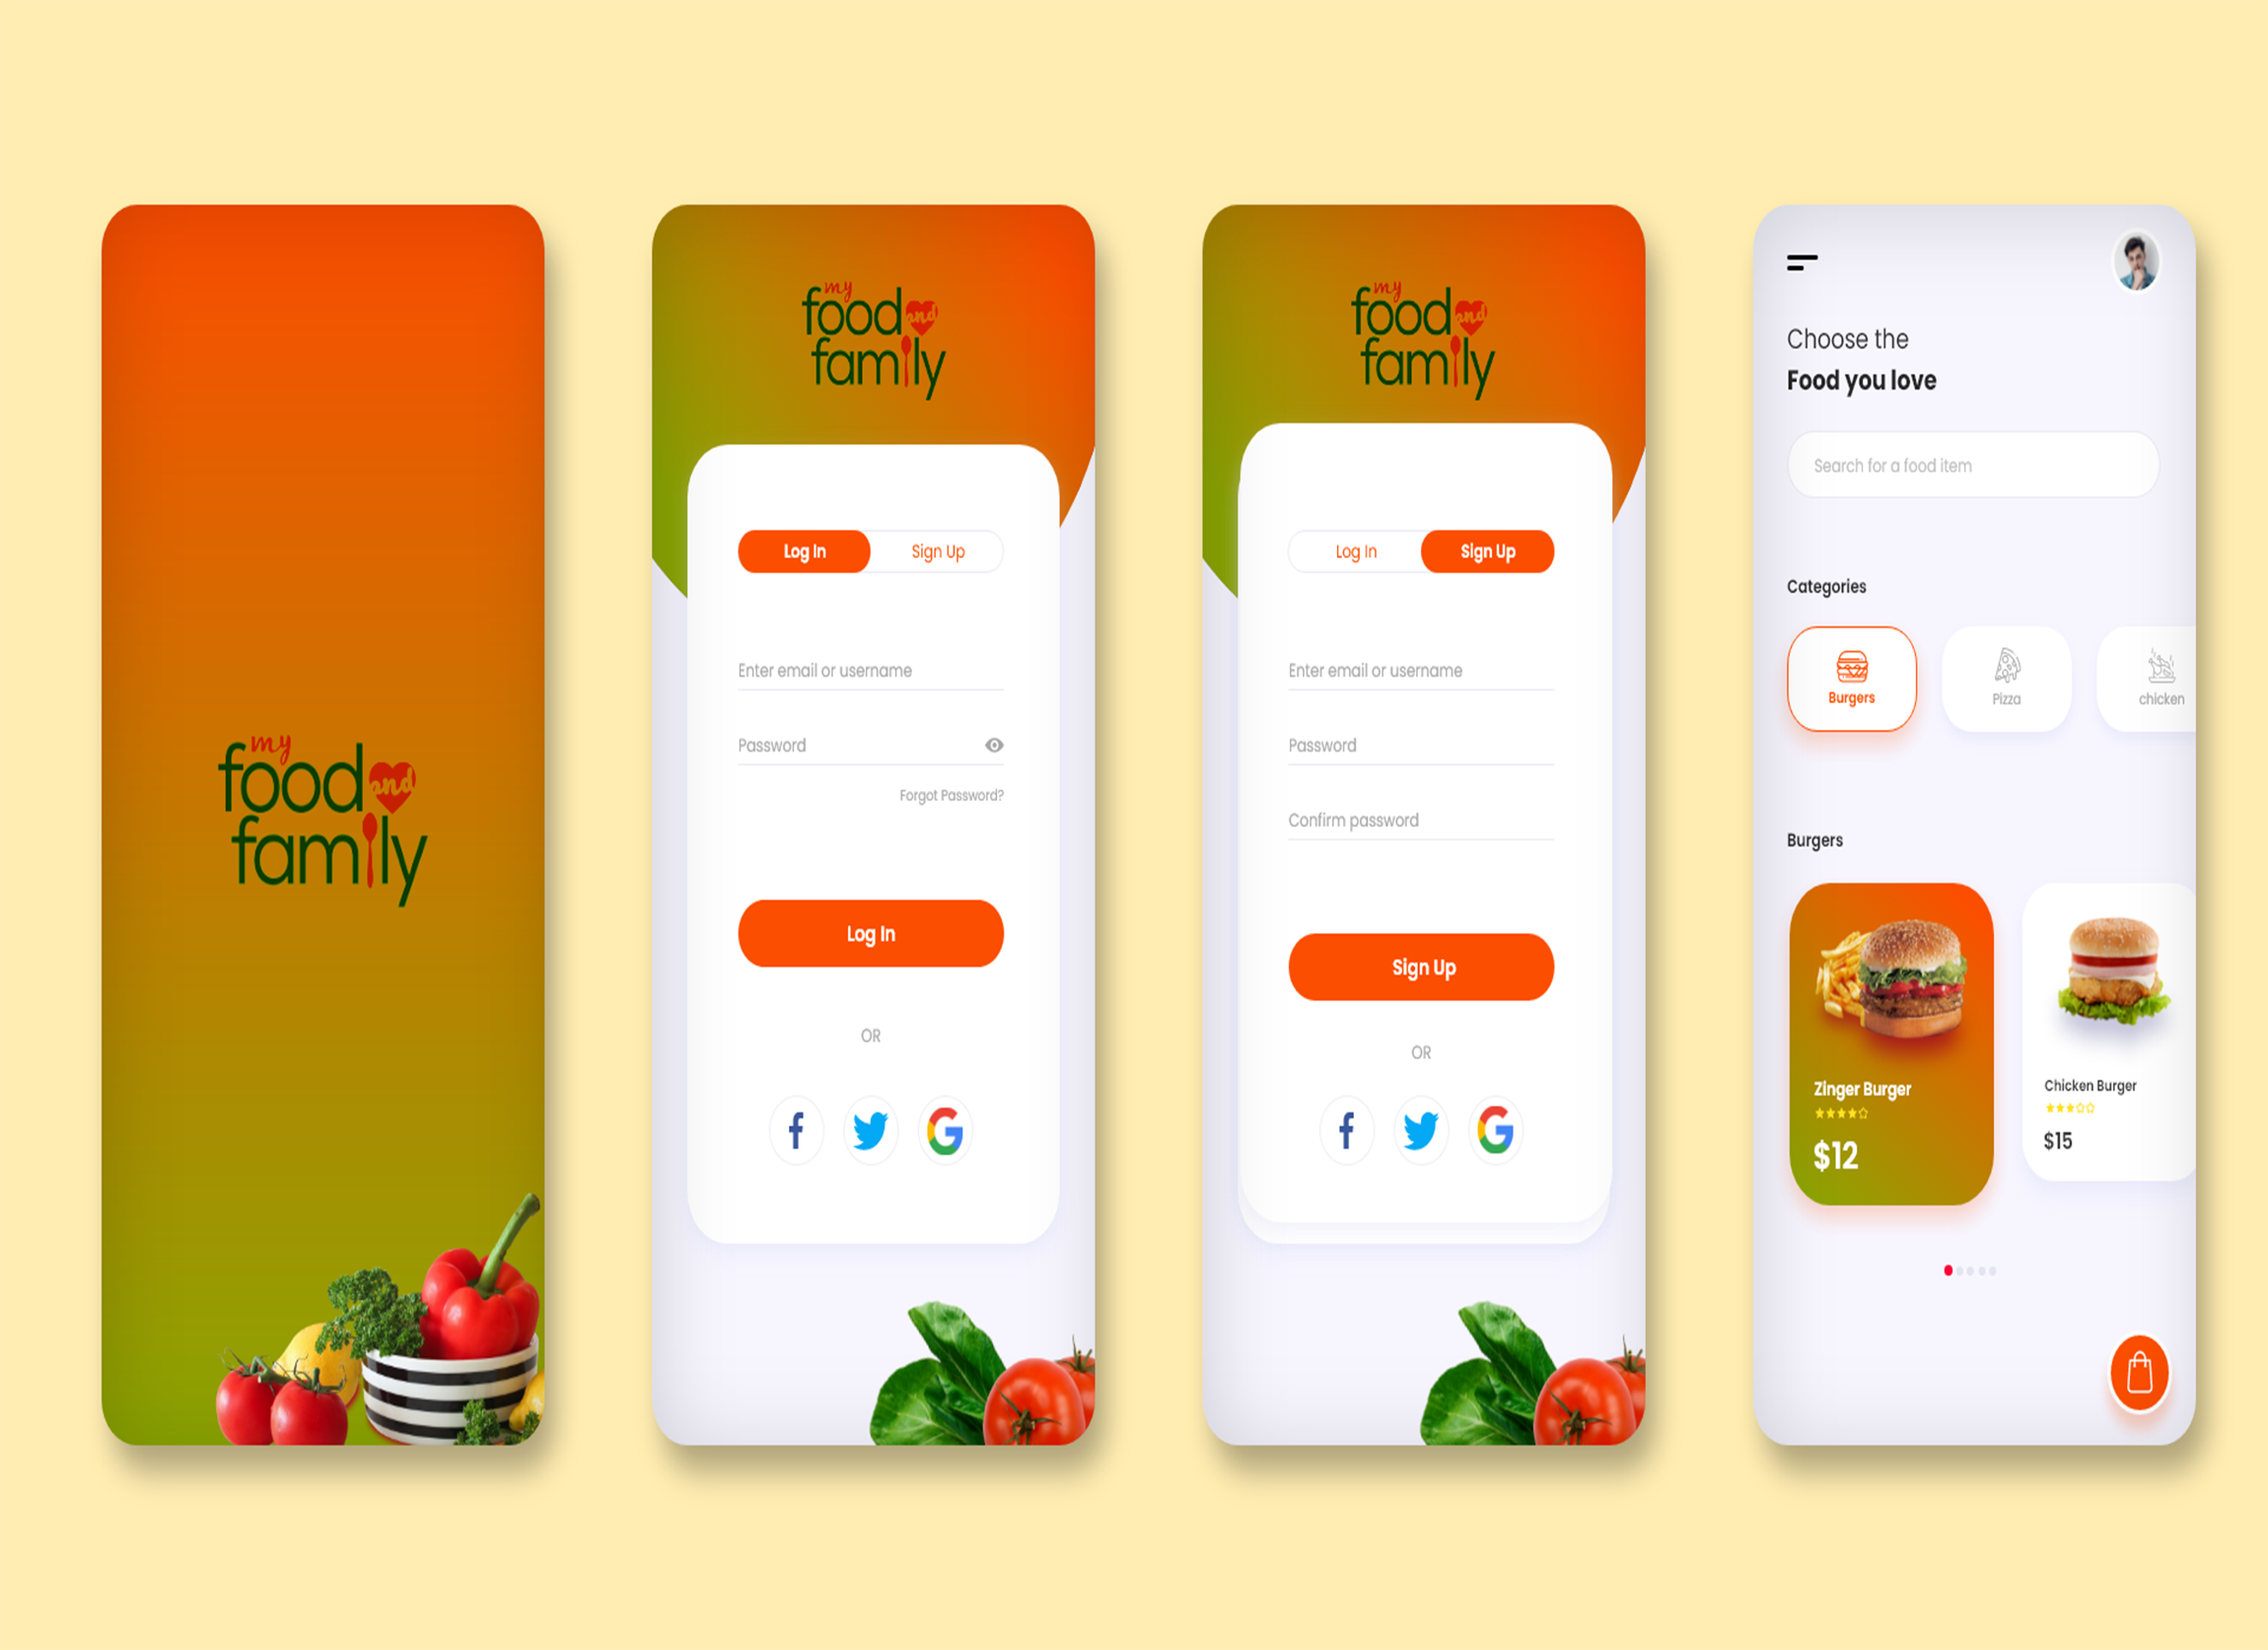 my
food and
family
my
food and
family
Log In Sign Up
Enter email or username
Password
Forgot Password?
Log In
OR
my
food and
family
Log In Sign Up
Enter email or username
Password
Confirm password
Sign Up
OR
Choose the
Food you love
Search for a food item
Categories
Burgers Pizza chicken
Burgers
Zinger Burger
$12
Chicken Burger
$15